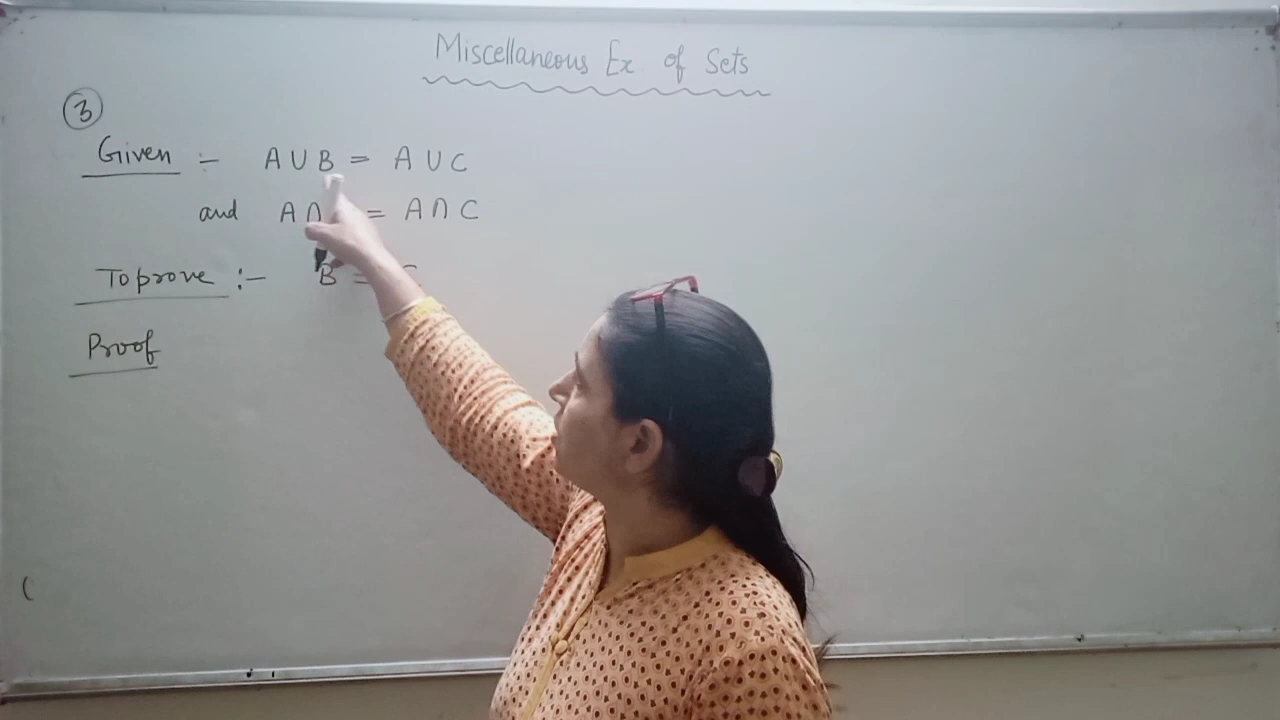 Miscellaneous Ex of Sets
3
Given :- A ∪ B = A ∪ C
and A ∩ = A ∩ C
To prove :- B =
Proof
(